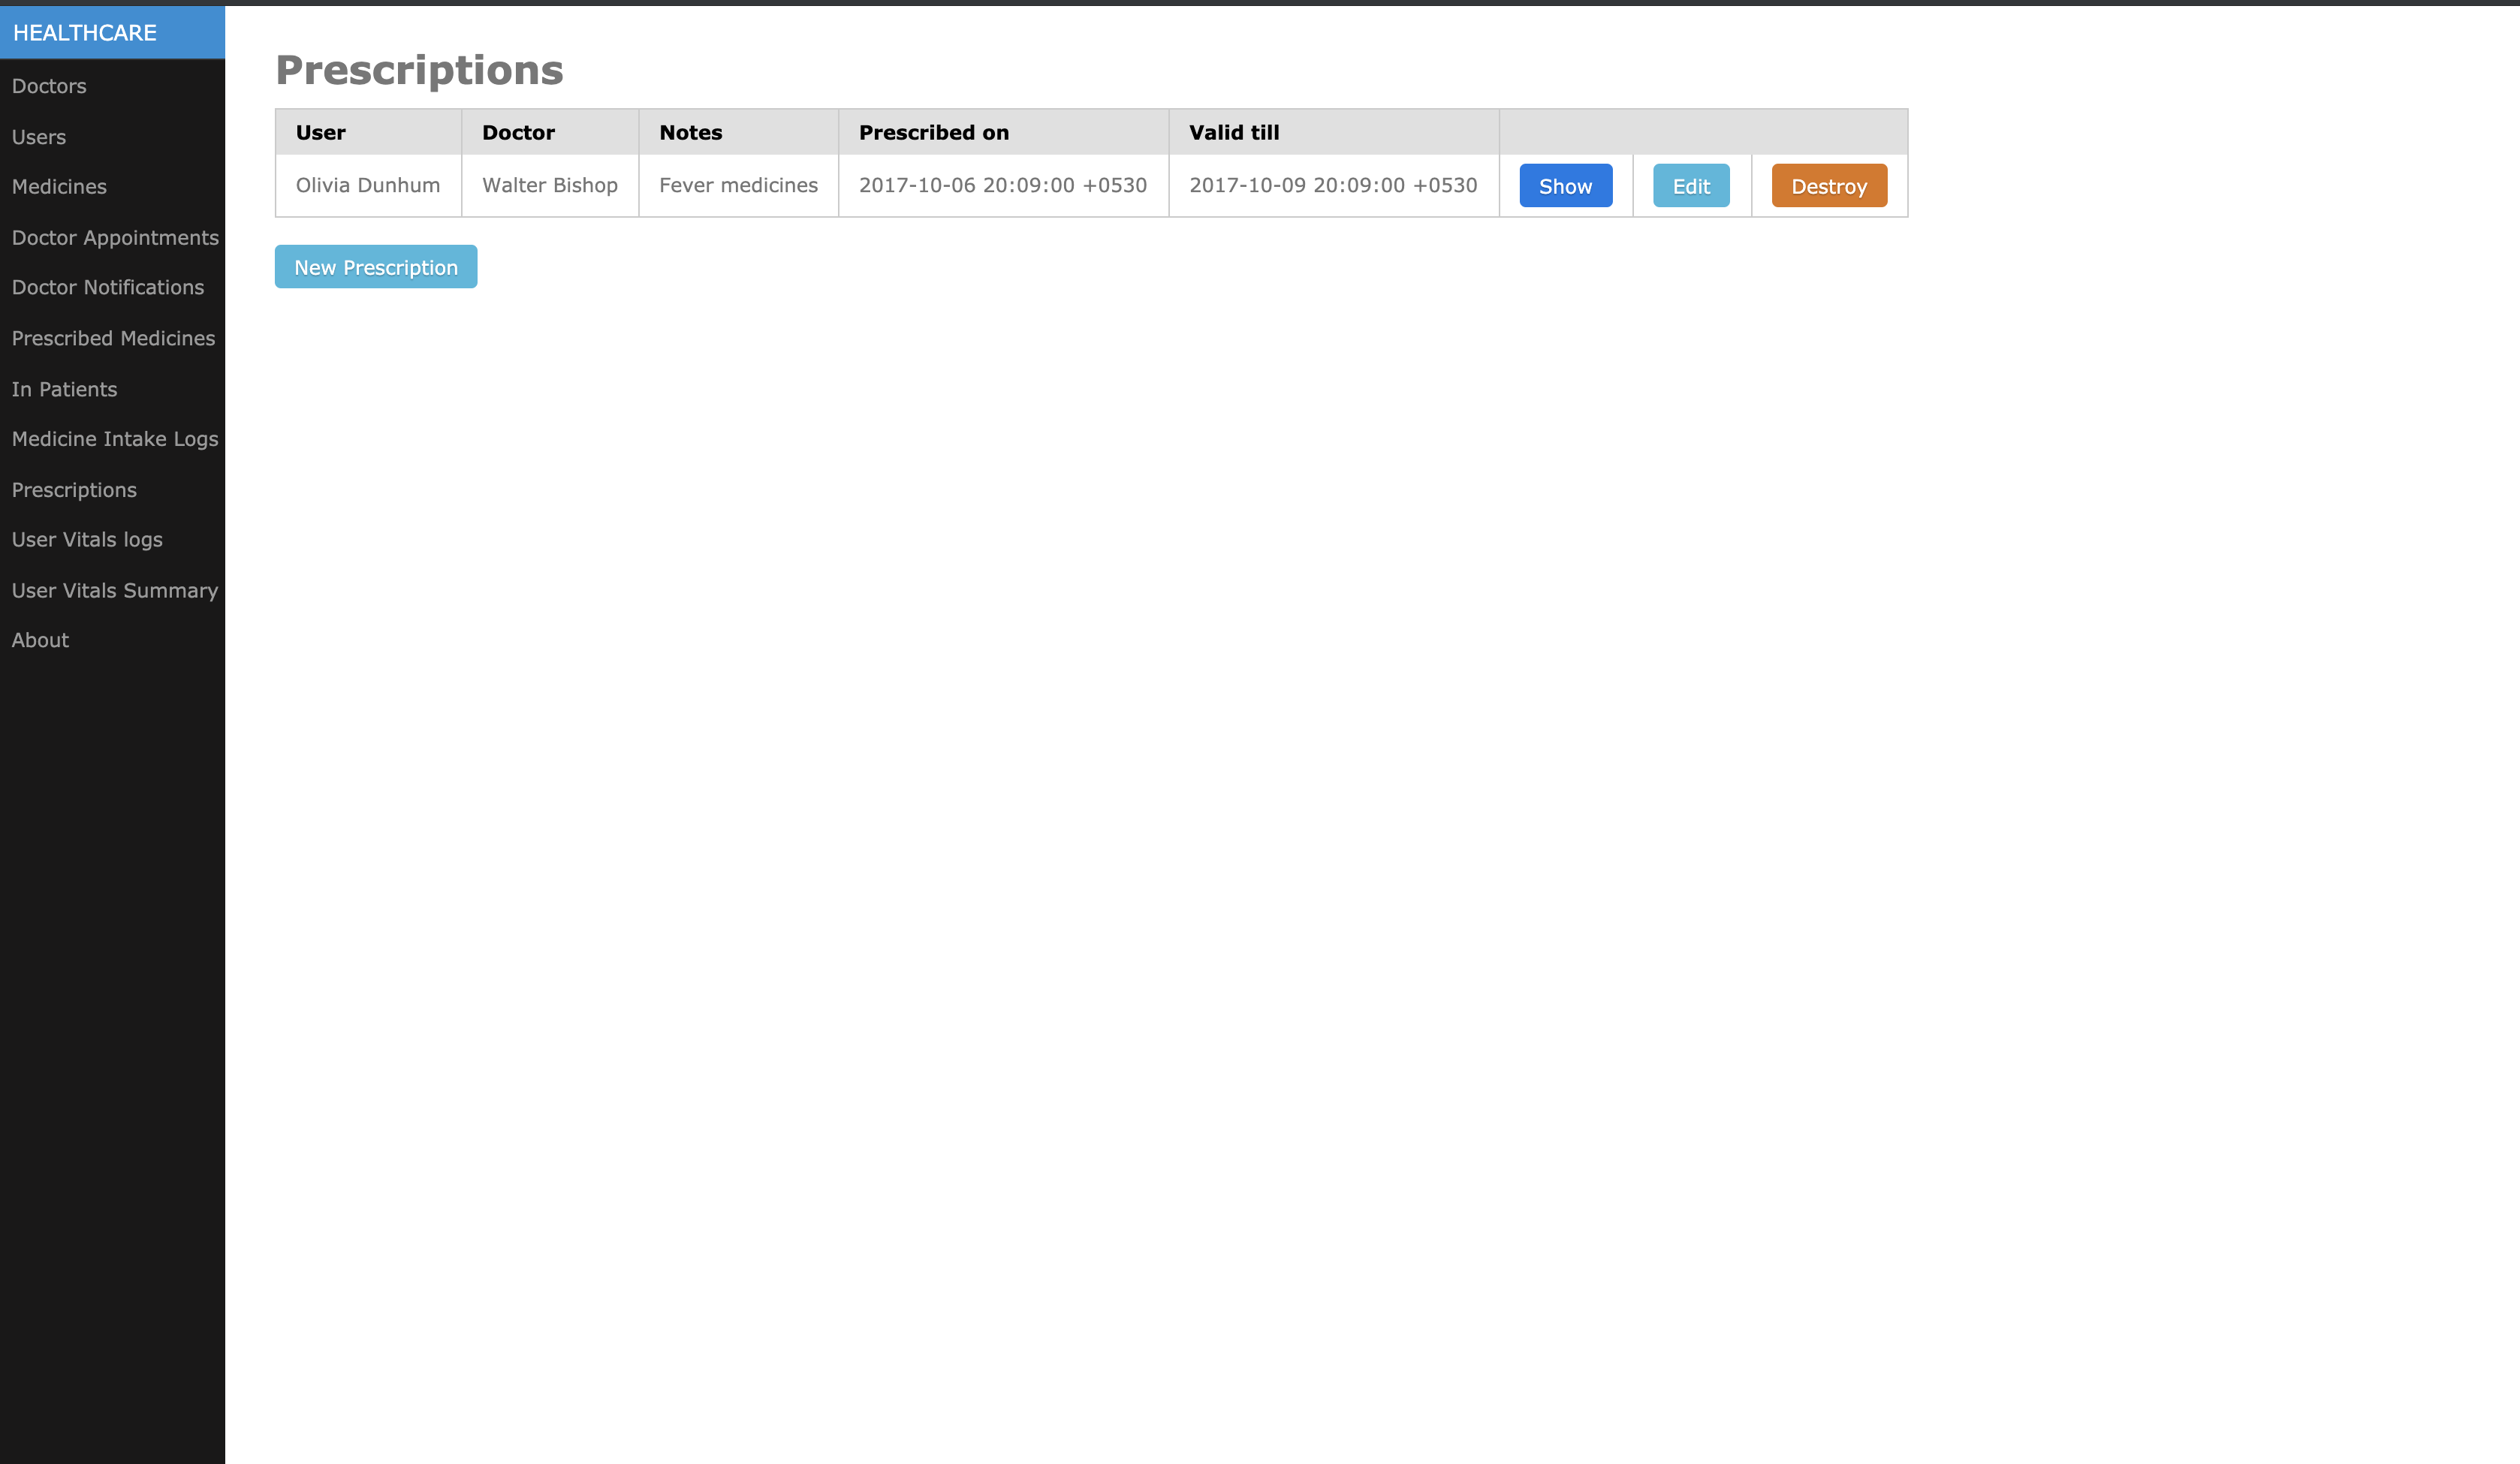 HEALTHCARE
Doctors
Users
Medicines
Doctor Appointments
Doctor Notifications
Prescribed Medicines
In Patients
Medicine Intake Logs
Prescriptions
User Vitals logs
User Vitals Summary
About
Prescriptions
User Doctor Notes Prescribed on Valid till
Olivia Dunhum Walter Bishop Fever medicines 2017-10-06 20:09:00 +0530 2017-10-09 20:09:00 +0530 Show Edit Destroy
New Prescription